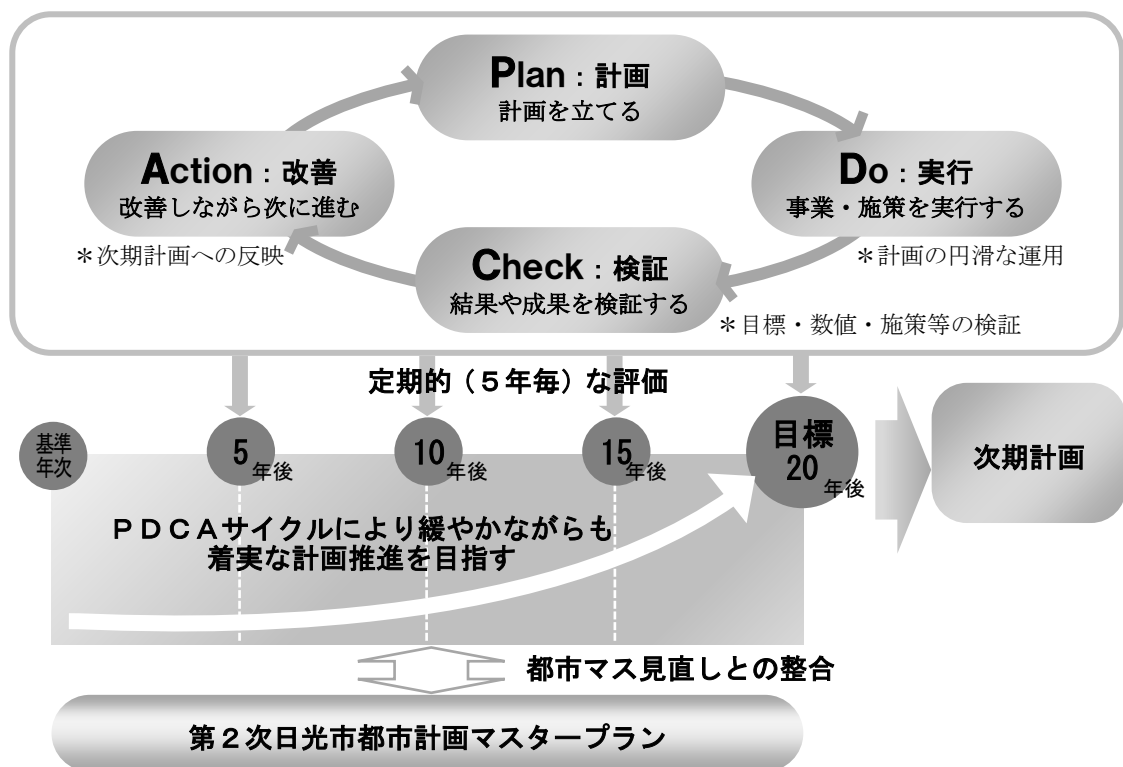 Plan：計画
計画を立てる
Action：改善
改善しながら次に進む
＊次期計画への反映
Do：実行
事業・施策を実行する
＊計画の円滑な運用
Check：検証
結果や成果を検証する
＊目標・数値・施策等の検証
定期的（５年毎）な評価
基準
年次
5年後
10年後
15年後
目標
20年後
次期計画
ＰＤＣＡサイクルにより緩やかながらも
着実な計画推進を目指す
都市マス見直しとの整合
第２次日光市都市計画マスタープラン